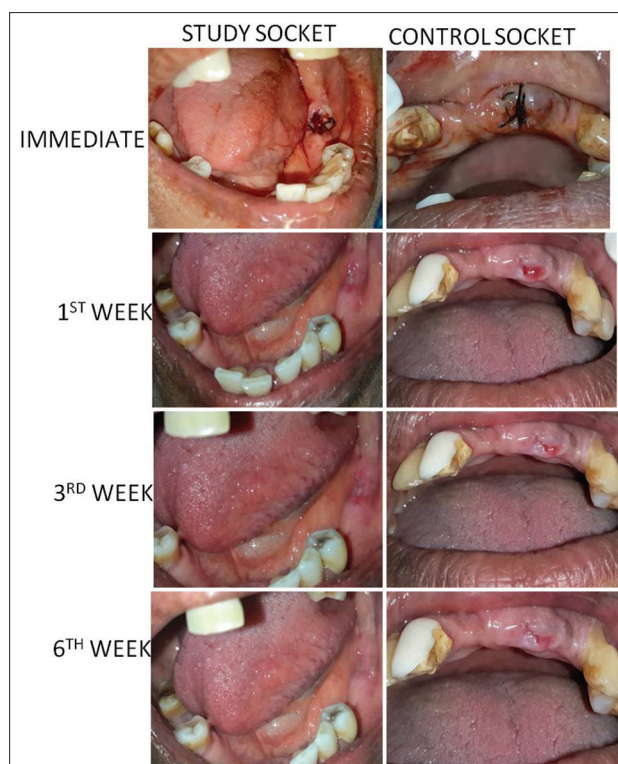 STUDY SOCKET CONTROL SOCKET
IMMEDIATE
1ST WEEK
3RD WEEK
6TH WEEK